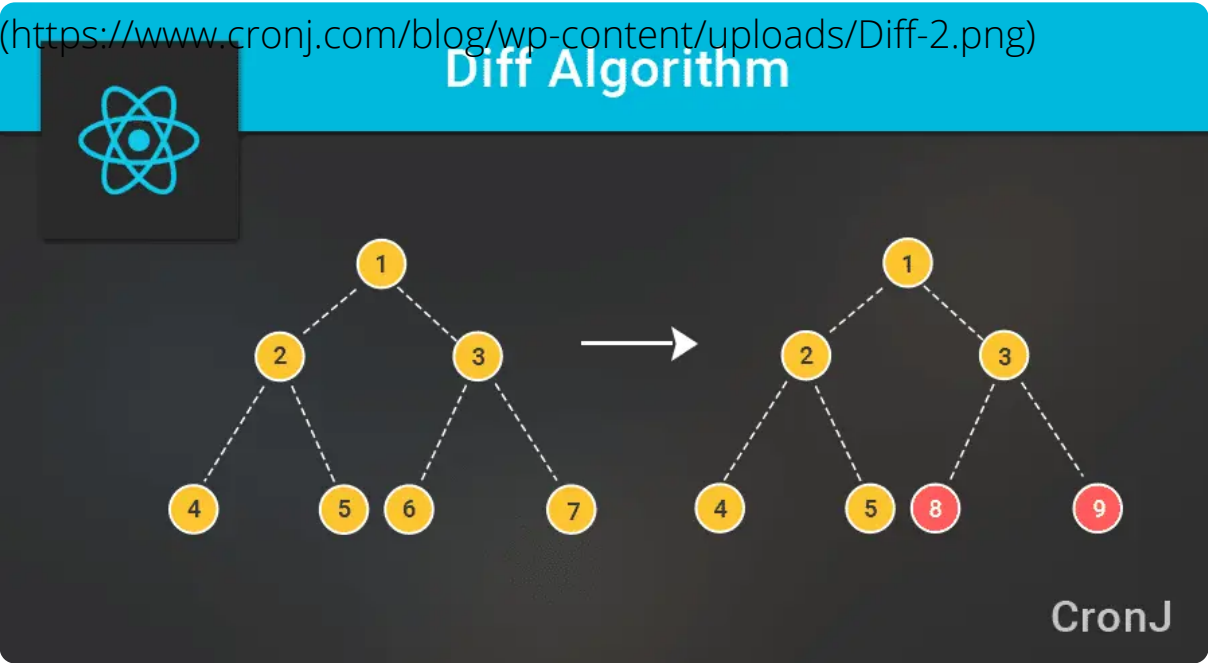 (https://www.cronj.com/blog/wp-content/uploads/Diff-2.png)
Diff Algorithm
1 1
2 3 2 3
4 5 6 7 4 5 8 9
CronJ